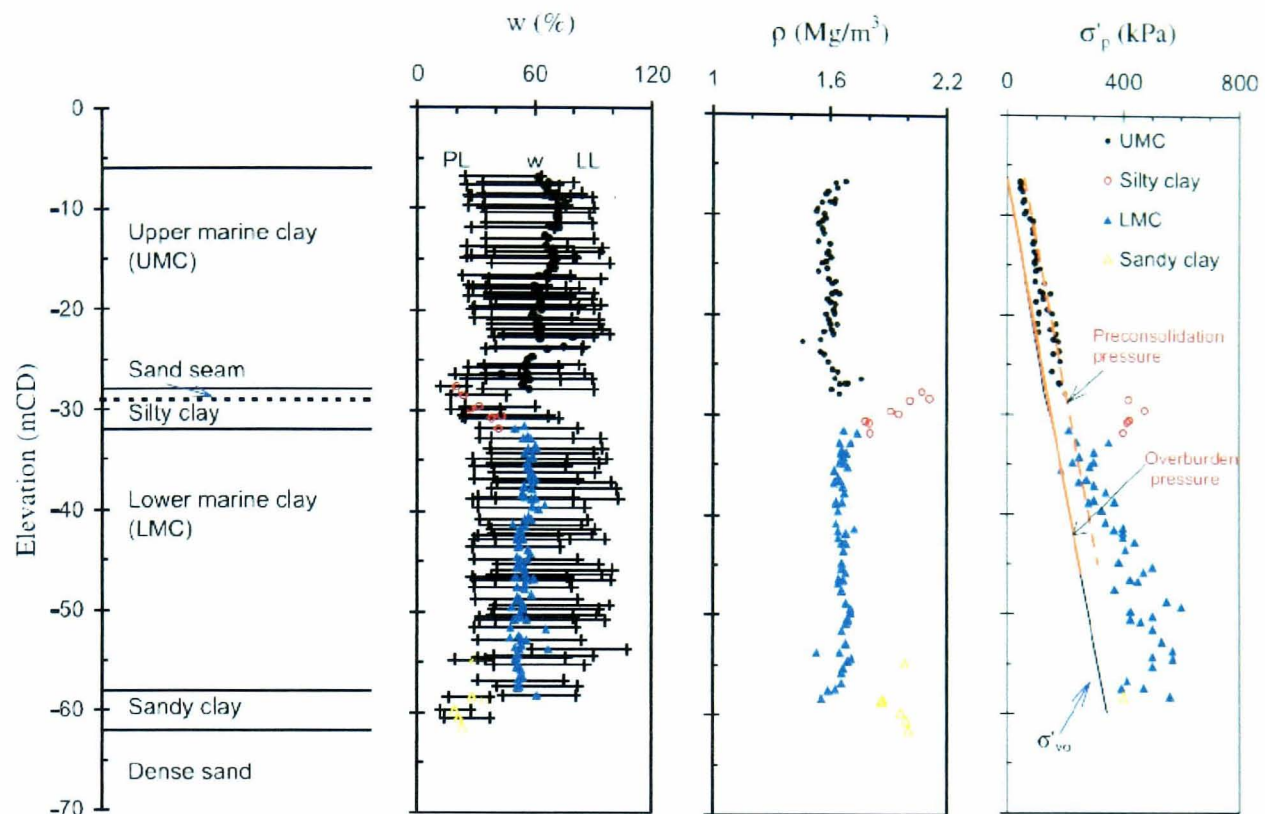 w (%)
0 60 120
ρ (Mg/m³)
1 1.6 2.2
σ'p (kPa)
0 400 800
Elevation (mCD)
0
-10
-20
-30
-40
-50
-60
-70
Upper marine clay
(UMC)
Sand seam
Silty clay
Lower marine clay
(LMC)
Sandy clay
Dense sand
PL w LL
UMC
Silty clay
LMC
Sandy clay
Preconsolidation
pressure
Overburden
pressure
σ'vo